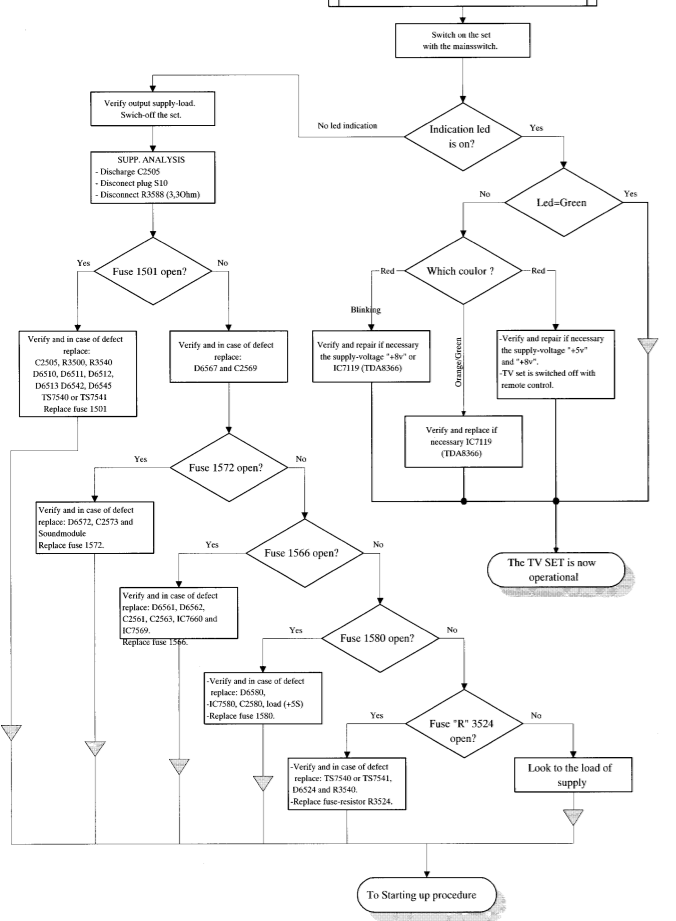 Switch on the set
with the mainsswitch.
Verify output supply-load.
Swich-off the set.
No led indication
Indication led
is on?
Yes
SUPP. ANALYSIS
- Discharge C2505
- Disconect plug S10
- Disconnect R3588 (3,3Ohm)
No
Led=Green
Yes
Yes
Fuse 1501 open?
No
Red
Which coulor ?
Red
Blinking
Orange/Green
Verify and in case of defect
replace:
C2505, R3500, R3540
D6510, D6511, D6512,
D6513 D6542, D6545
TS7540 or TS7541
Replace fuse 1501
Verify and in case of defect
replace:
D6567 and C2569
Verify and repair if necessary
the supply-voltage "+8v" or
IC7119 (TDA8366)
-Verify and repair if necessary
the supply-voltage "+5v"
and "+8v".
-TV set is switched off with
remote control.
Verify and replace if
necessary IC7119
(TDA8366)
Yes
Fuse 1572 open?
No
Verify and in case of defect
replace: D6572, C2573 and
Soundmodule
Replace fuse 1572.
Yes
Fuse 1566 open?
No
The TV SET is now
operational
Verify and in case of defect
replace: D6561, D6562,
C2561, C2563, IC7660 and
IC7569.
Replace fuse 1566.
Yes
Fuse 1580 open?
No
-Verify and in case of defect
replace: D6580,
-IC7580, C2580, load (+5S)
-Replace fuse 1580.
Yes
Fuse "R" 3524
open?
No
-Verify and in case of defect
replace: TS7540 or TS7541,
D6524 and R3540.
-Replace fuse-resistor R3524.
Look to the load of
supply
To Starting up procedure